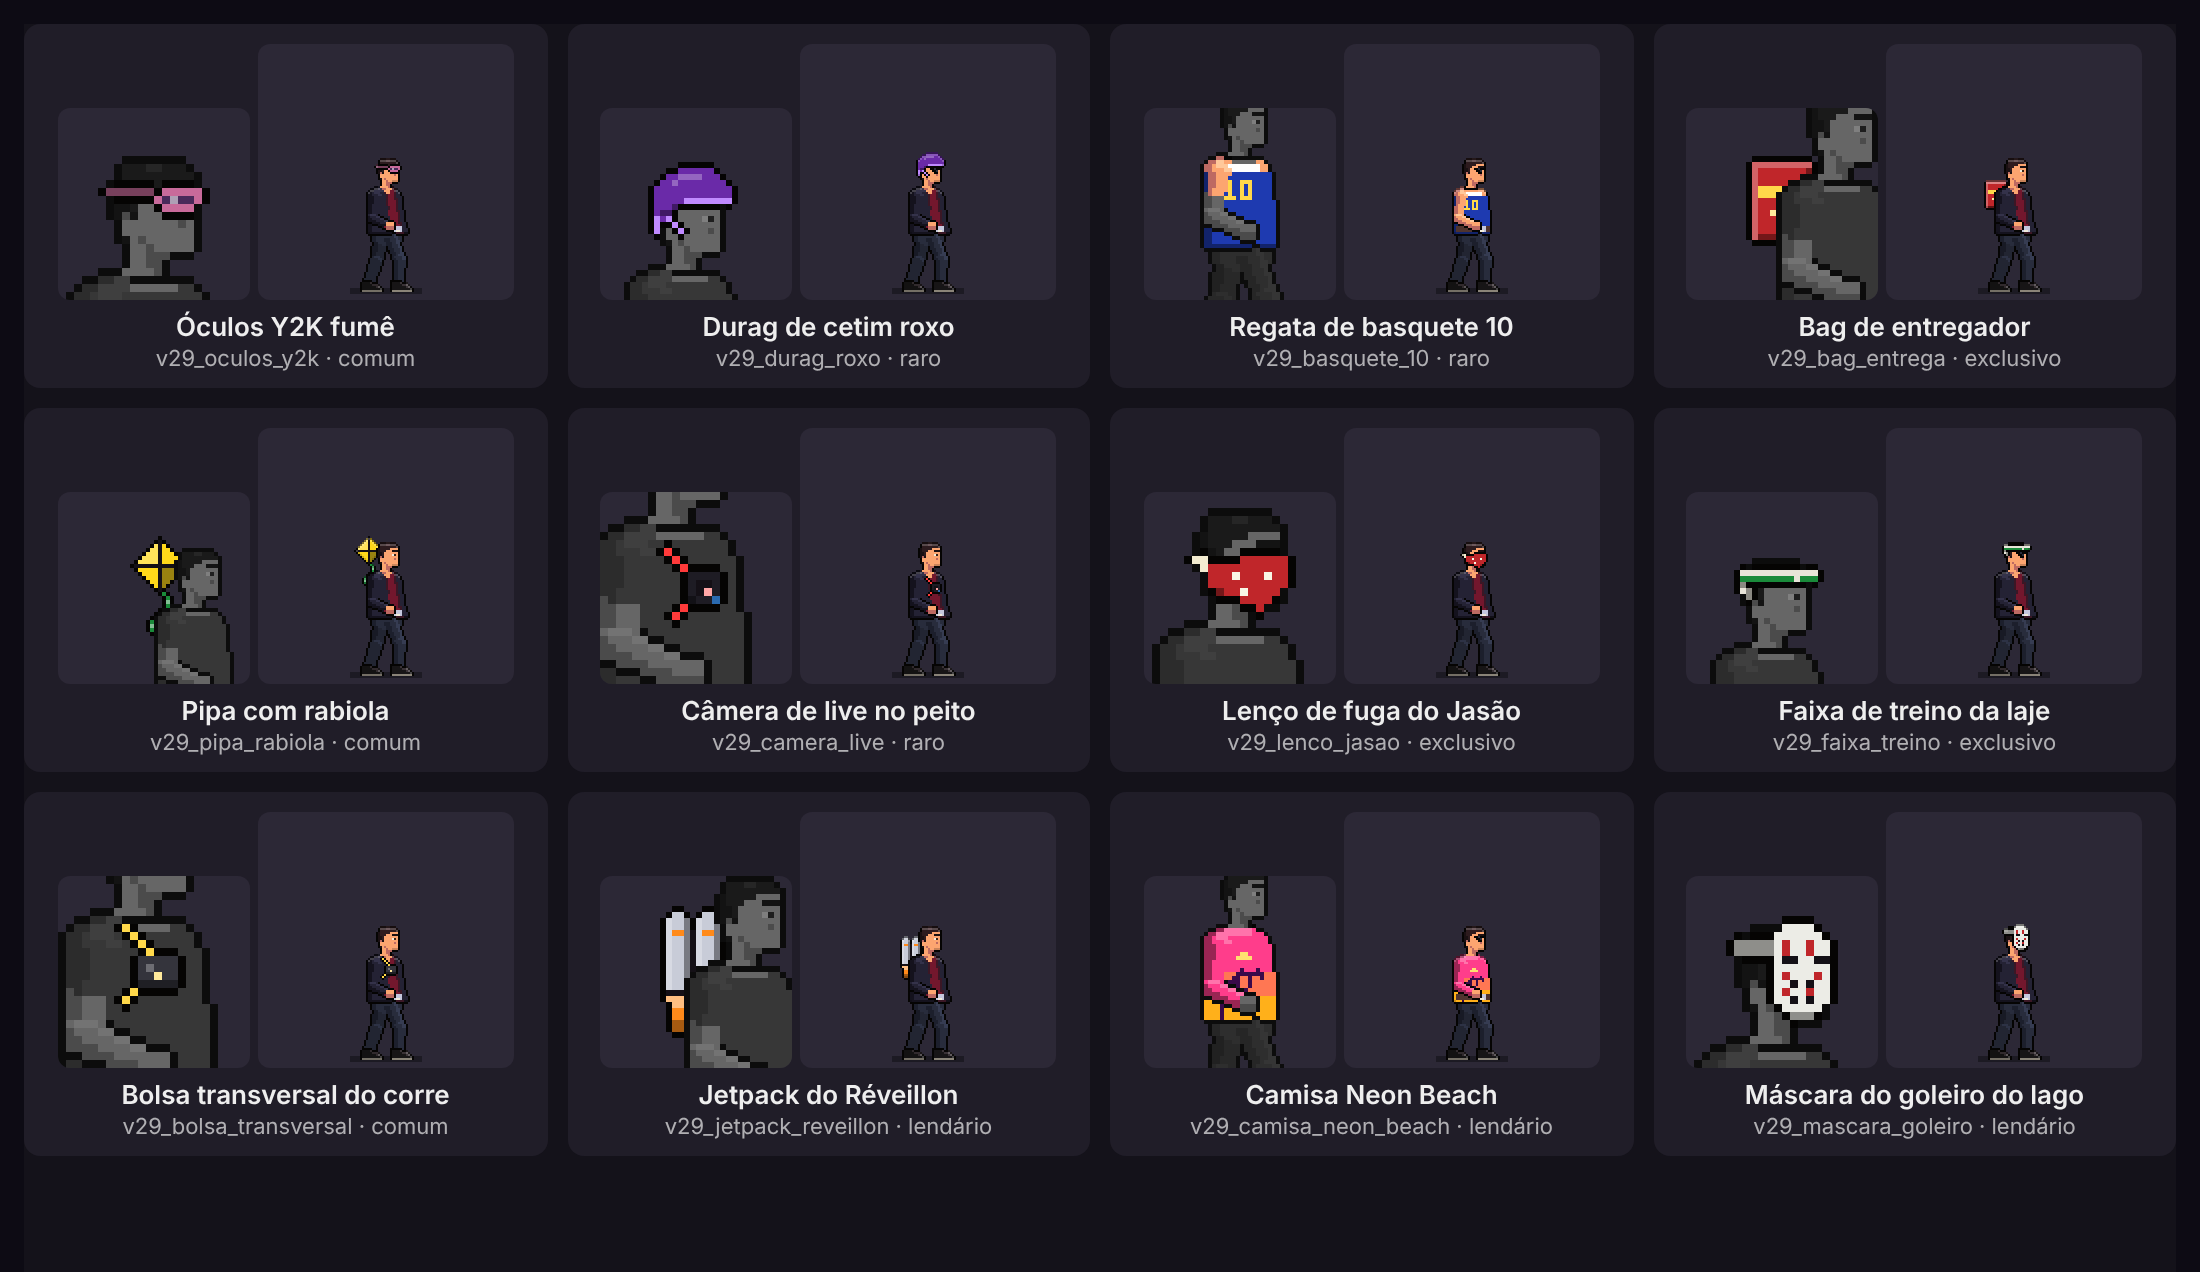 10
10
Óculos Y2K fumê
v29_oculos_y2k · comum
Durag de cetim roxo
v29_durag_roxo · raro
Regata de basquete 10
v29_basquete_10 · raro
Bag de entregador
v29_bag_entrega · exclusivo
Pipa com rabiola
v29_pipa_rabiola · comum
Câmera de live no peito
v29_camera_live · raro
Lenço de fuga do Jasão
v29_lenco_jasao · exclusivo
Faixa de treino da laje
v29_faixa_treino · exclusivo
Bolsa transversal do corre
v29_bolsa_transversal · comum
Jetpack do Réveillon
v29_jetpack_reveillon · lendário
Camisa Neon Beach
v29_camisa_neon_beach · lendário
Máscara do goleiro do lago
v29_mascara_goleiro · lendário